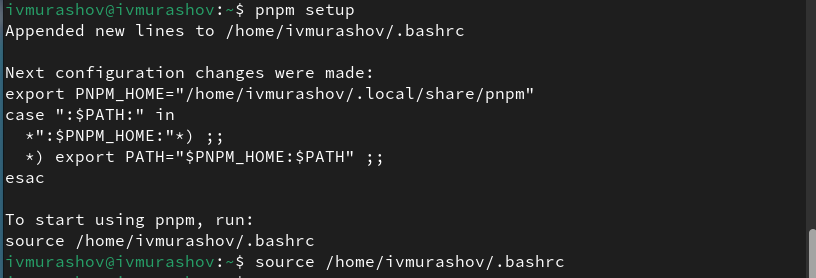 ivmurashov@ivmurashov:~$ pnpm setup
Appended new lines to /home/ivmurashov/.bashrc

Next configuration changes were made:
export PNPM_HOME="/home/ivmurashov/.local/share/pnpm"
case ":$PATH:" in
  *":$PNPM_HOME:"*) ;;
  *) export PATH="$PNPM_HOME:$PATH" ;;
esac

To start using pnpm, run:
source /home/ivmurashov/.bashrc
ivmurashov@ivmurashov:~$ source /home/ivmurashov/.bashrc